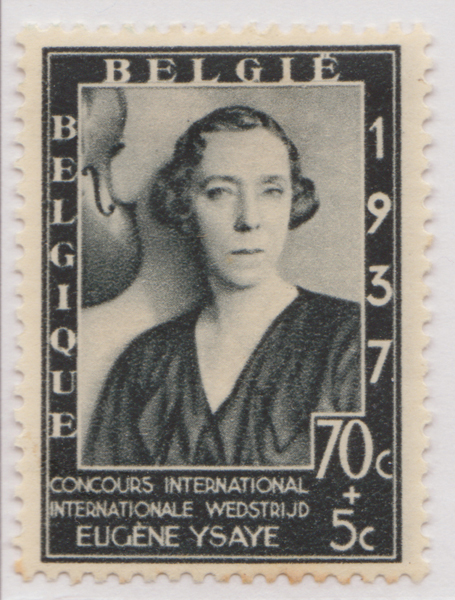 BELGIË
BELGIQUE
1937
70c
+
5c
CONCOURS INTERNATIONAL
INTERNATIONALE WEDSTRIJD
EUGÈNE YSAYE